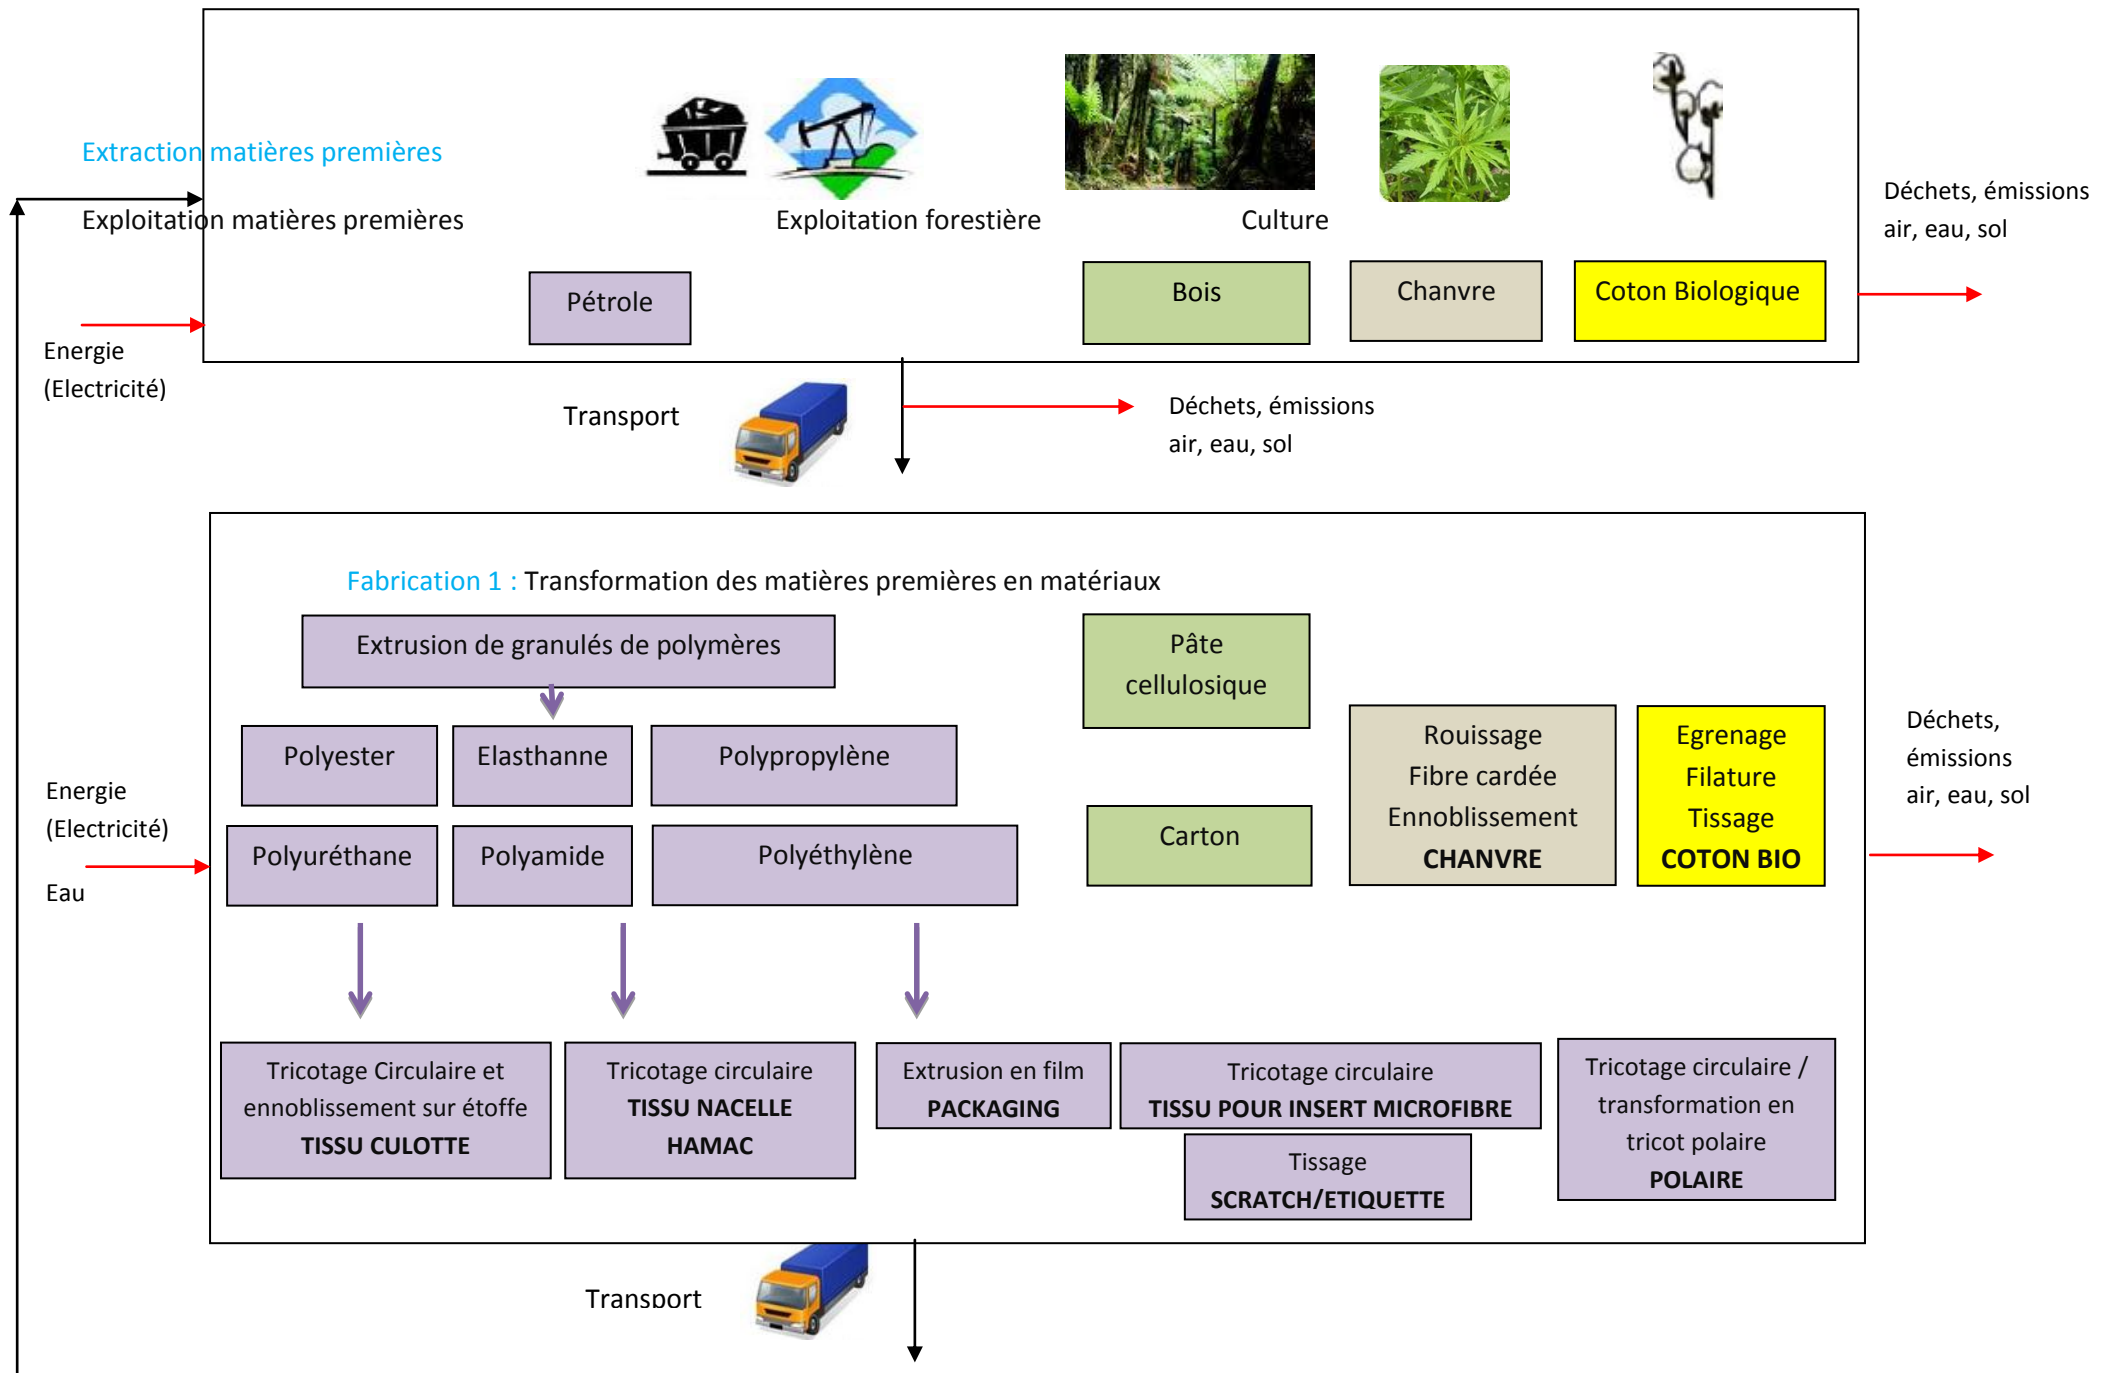 Extraction matières premières
Exploitation matières premières
Exploitation forestière
Culture
Déchets, émissions
air, eau, sol
Pétrole
Bois
Chanvre
Coton Biologique
Energie
(Electricité)
Transport
Déchets, émissions
air, eau, sol
Fabrication 1 : Transformation des matières premières en matériaux
Extrusion de granulés de polymères
Pâte
cellulosique
Polyester
Elasthanne
Polypropylène
Rouissage
Fibre cardée
Ennoblissement
CHANVRE
Egrenage
Filature
Tissage
COTON BIO
Déchets,
émissions
air, eau, sol
Energie
(Electricité)
Eau
Polyuréthane
Polyamide
Polyéthylène
Carton
Tricotage Circulaire et
ennoblissement sur étoffe
TISSU CULOTTE
Tricotage circulaire
TISSU NACELLE
HAMAC
Extrusion en film
PACKAGING
Tricotage circulaire
TISSU POUR INSERT MICROFIBRE
Tissage
SCRATCH/ETIQUETTE
Tricotage circulaire /
transformation en
tricot polaire
POLAIRE
Transport